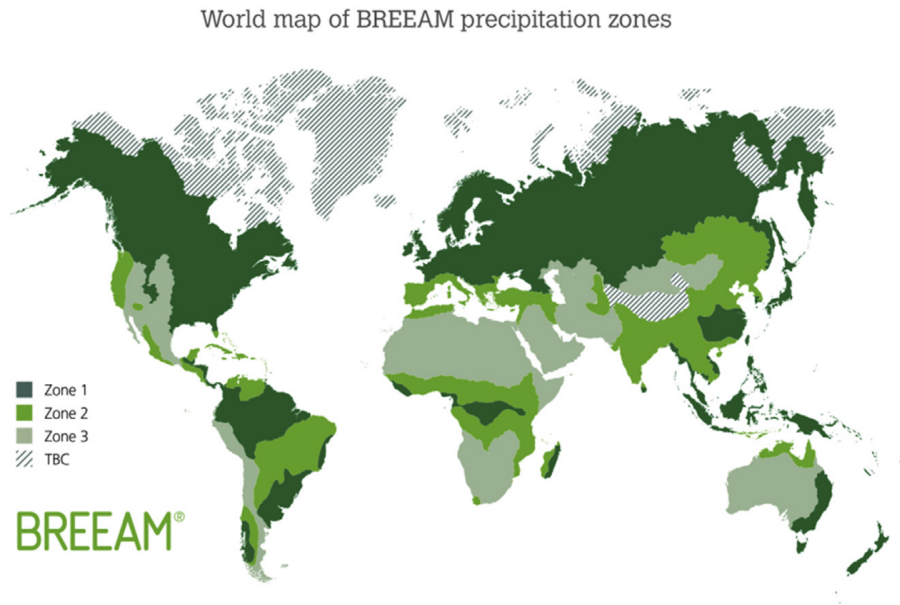 World map of BREEAM precipitation zones
Zone 1
Zone 2
Zone 3
TBC
BREEAM®